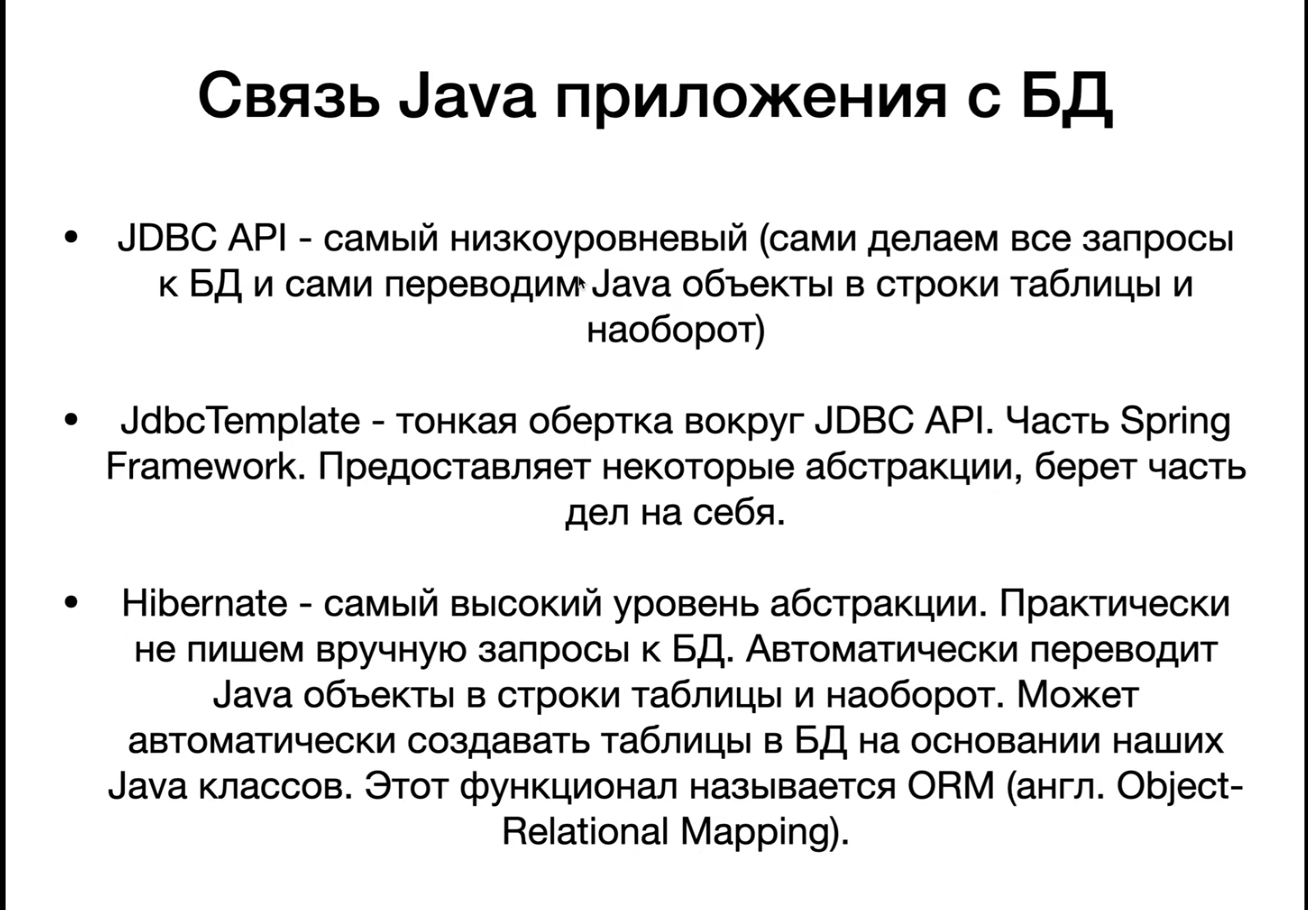 Связь Java приложения с БД
• JDBC API - самый низкоуровневый (сами делаем все запросы
к БД и сами переводим Java объекты в строки таблицы и
наоборот)
• JdbcTemplate - тонкая обертка вокруг JDBC API. Часть Spring
Framework. Предоставляет некоторые абстракции, берет часть
дел на себя.
• Hibernate - самый высокий уровень абстракции. Практически
не пишем вручную запросы к БД. Автоматически переводит
Java объекты в строки таблицы и наоборот. Может
автоматически создавать таблицы в БД на основании наших
Java классов. Этот функционал называется ORM (англ. Object-
Relational Mapping).